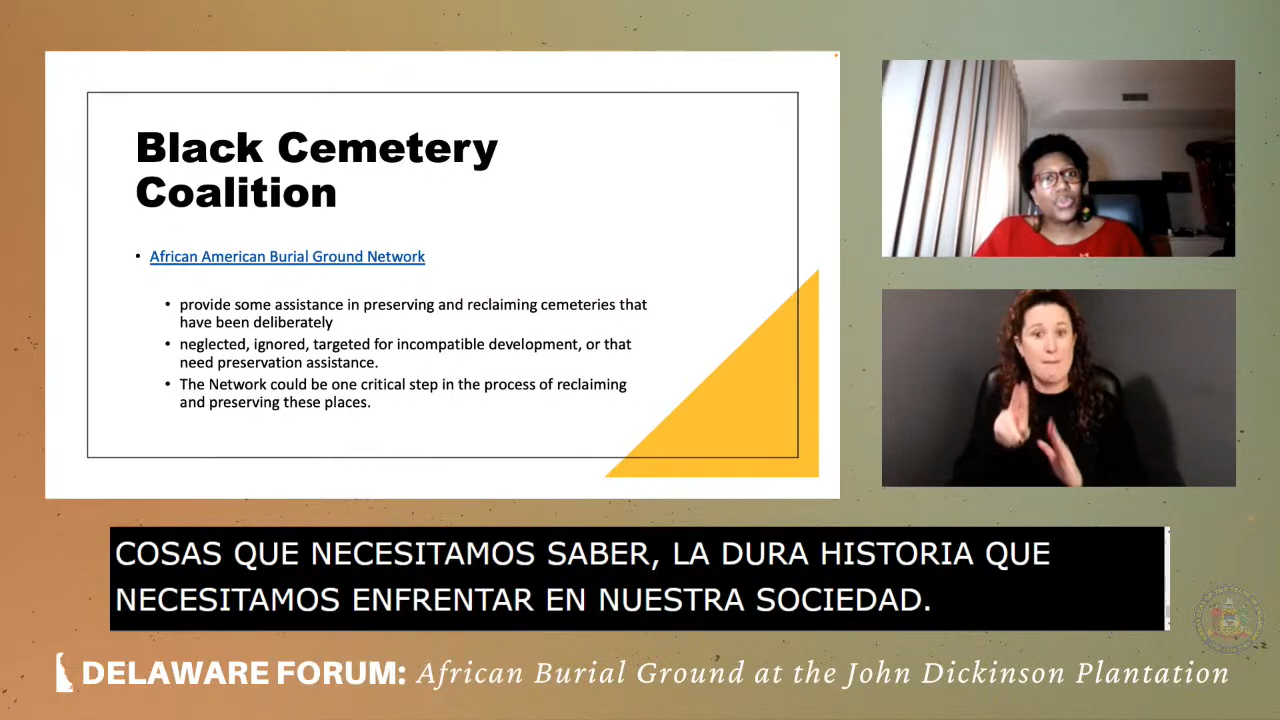 Black Cemetery
Coalition
• African American Burial Ground Network
• provide some assistance in preserving and reclaiming cemeteries that
have been deliberately
• neglected, ignored, targeted for incompatible development, or that
need preservation assistance.
• The Network could be one critical step in the process of reclaiming
and preserving these places.
COSAS QUE NECESITAMOS SABER, LA DURA HISTORIA QUE
NECESITAMOS ENFRENTAR EN NUESTRA SOCIEDAD.
DELAWARE FORUM: African Burial Ground at the John Dickinson Plantation